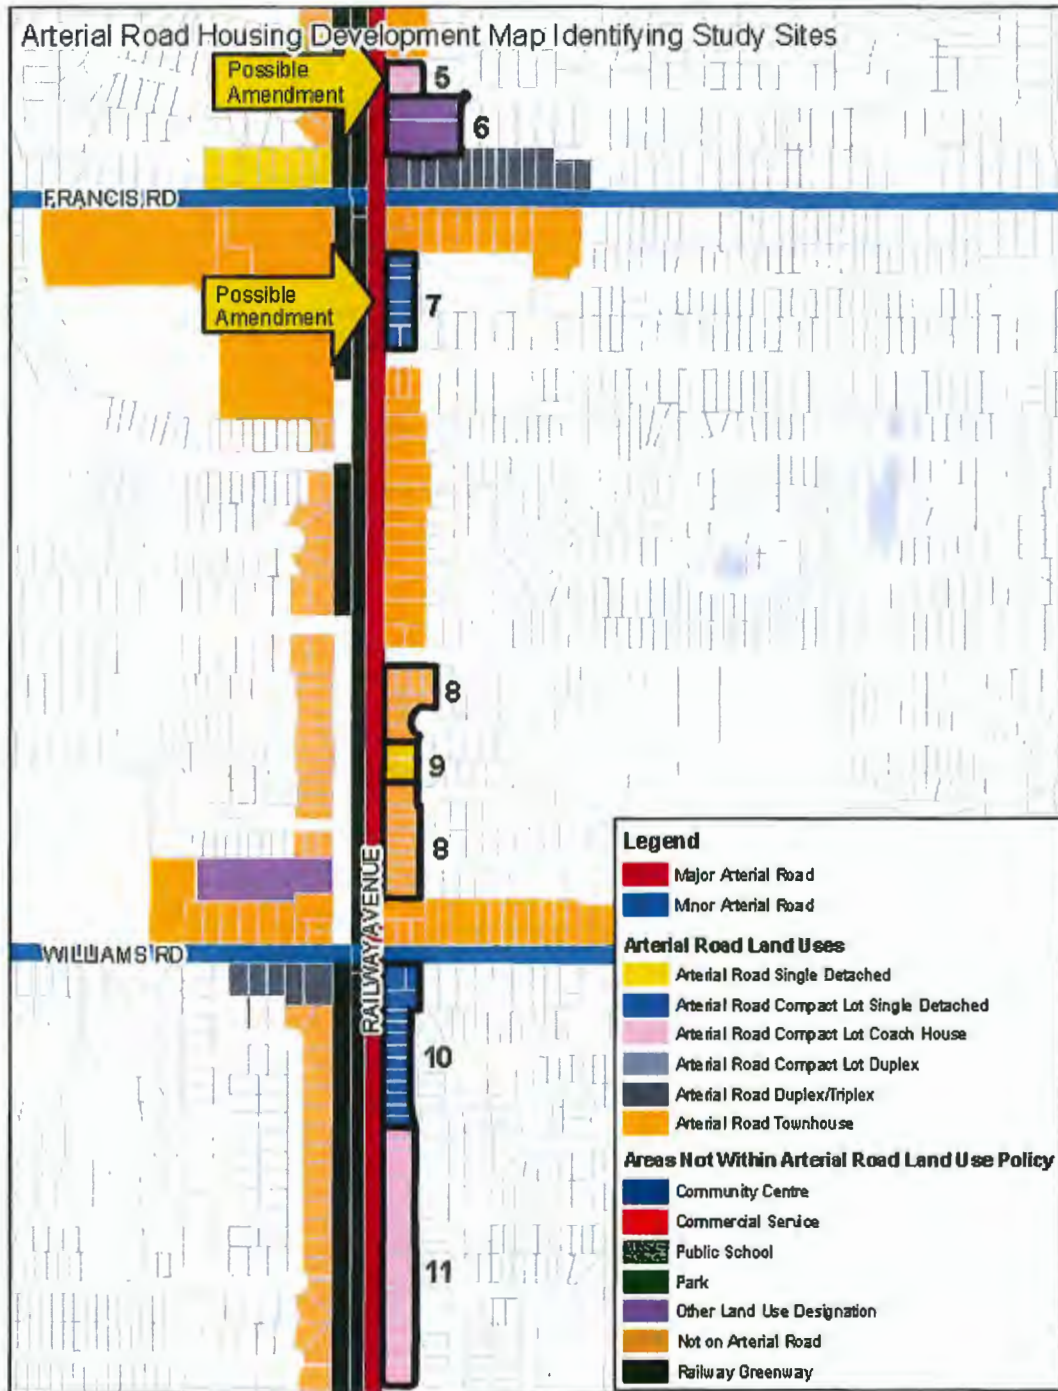 Arterial Road Housing Development Map Identifying Study Sites
Possible
Amendment
5
6
FRANCIS RD
Possible
Amendment
7
8
9
8
RAILWAY AVENUE
WILLIAMS RD
10
11
Legend
Major Arterial Road
Minor Arterial Road
Arterial Road Land Uses
Arterial Road Single Detached
Arterial Road Compact Lot Single Detached
Arterial Road Compact Lot Coach House
Arterial Road Compact Lot Duplex
Arterial Road Duplex/Triplex
Arterial Road Townhouse
Areas Not Within Arterial Road Land Use Policy
Community Centre
Commercial Service
Public School
Park
Other Land Use Designation
Not on Arterial Road
Railway Greenway